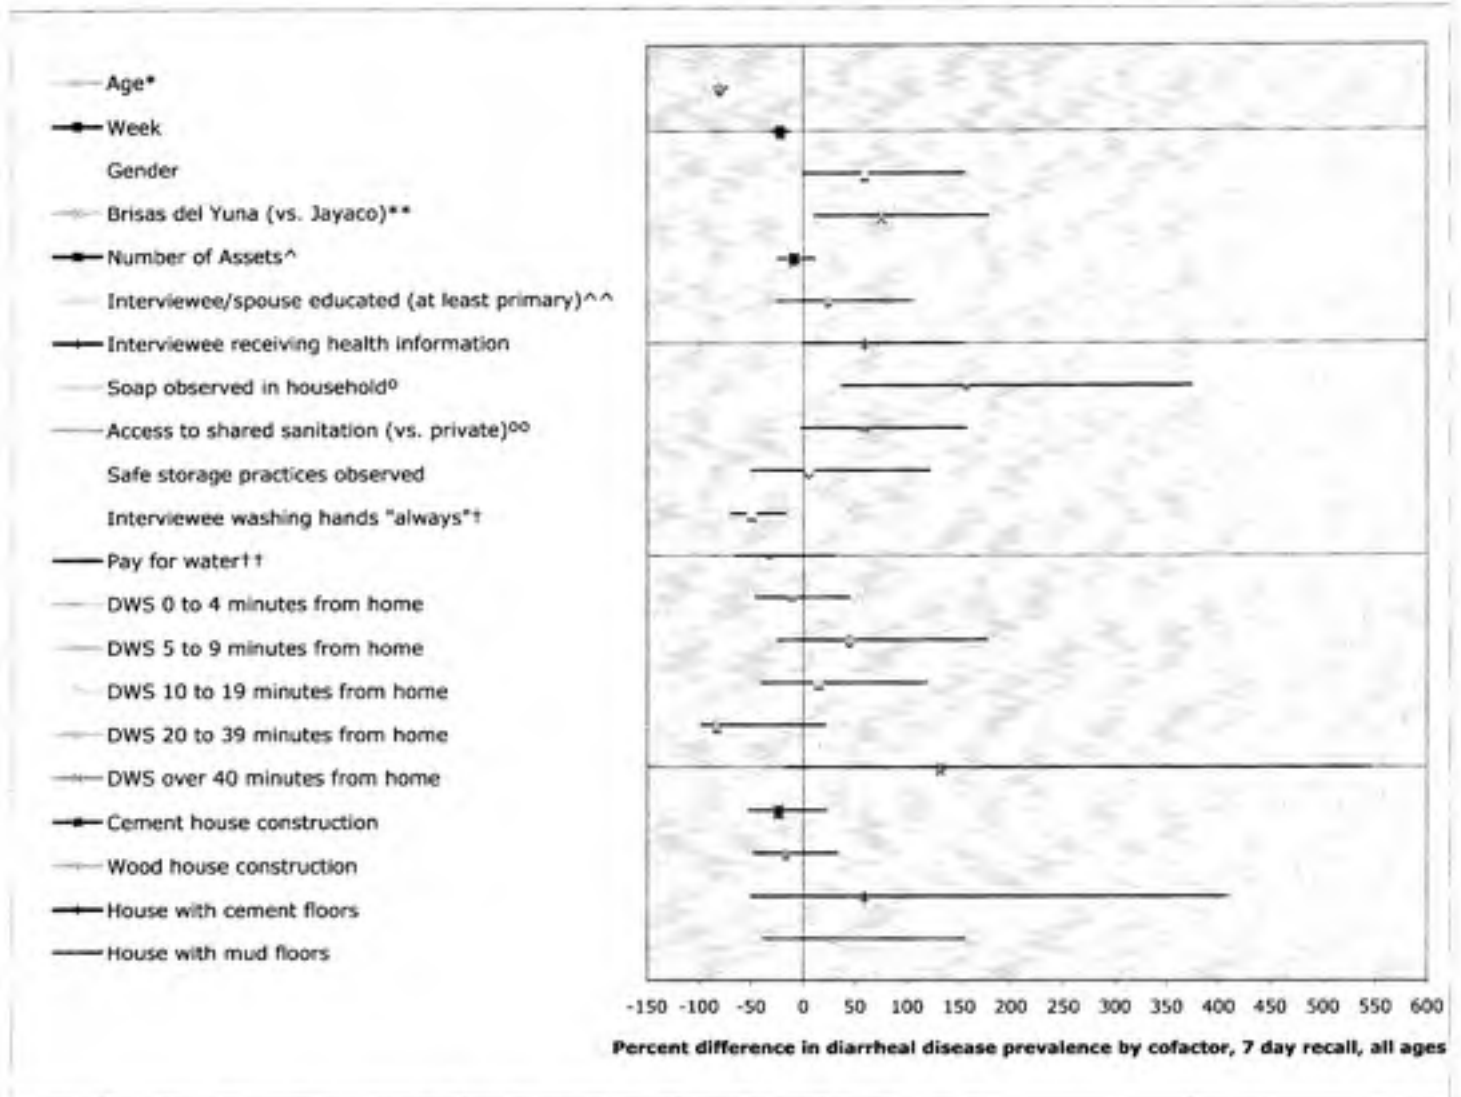 Age*
Week
Gender
Brisas del Yuna (vs. Jayaco)**
Number of Assets^
Interviewee/spouse educated (at least primary)^^
Interviewee receiving health information
Soap observed in householdº
Access to shared sanitation (vs. private)ºº
Safe storage practices observed
Interviewee washing hands "always"†
Pay for water††
DWS 0 to 4 minutes from home
DWS 5 to 9 minutes from home
DWS 10 to 19 minutes from home
DWS 20 to 39 minutes from home
DWS over 40 minutes from home
Cement house construction
Wood house construction
House with cement floors
House with mud floors
-150 -100 -50 0 50 100 150 200 250 300 350 400 450 500 550 600
Percent difference in diarrheal disease prevalence by cofactor, 7 day recall, all ages